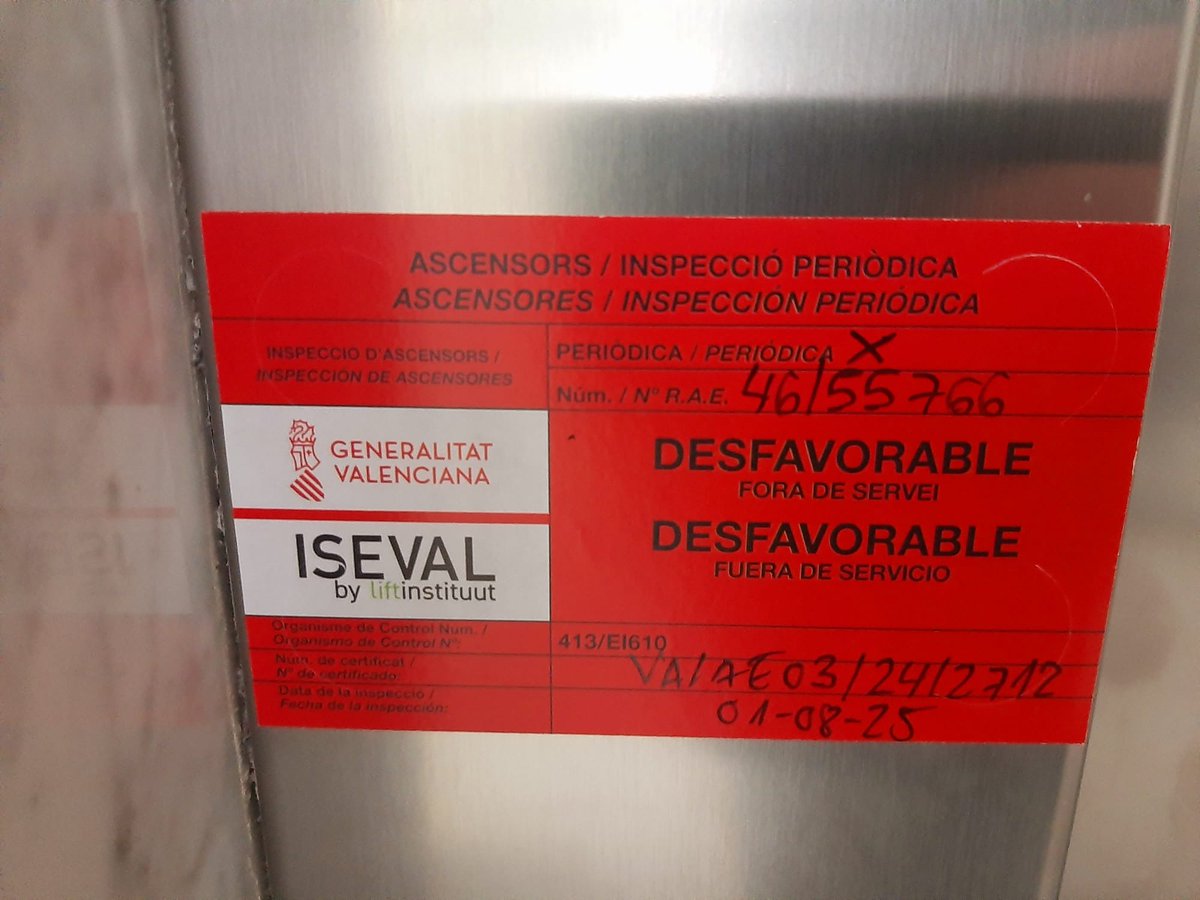 ASCENSORS / INSPECCIÓ PERIÒDICA
ASCENSORES / INSPECCIÓN PERIÓDICA
INSPECCIO D'ASCENSORS /
INSPECCIÓN DE ASCENSORES
PERIÒDICA / PERIÓDICA X
Núm. / Nº R.A.E. 46/55766
GENERALITAT
VALENCIANA
DESFAVORABLE
FORA DE SERVEI
DESFAVORABLE
FUERA DE SERVICIO
ISEVAL
by liftinstituut
Organisme de Control Num. /
Organismo de Control Nº:
413/EI610
Núm. de certificat /
Nº de certificado:
VA/AE03/24/2712
Data de la inspecció /
Fecha de la inspección:
01-08-25